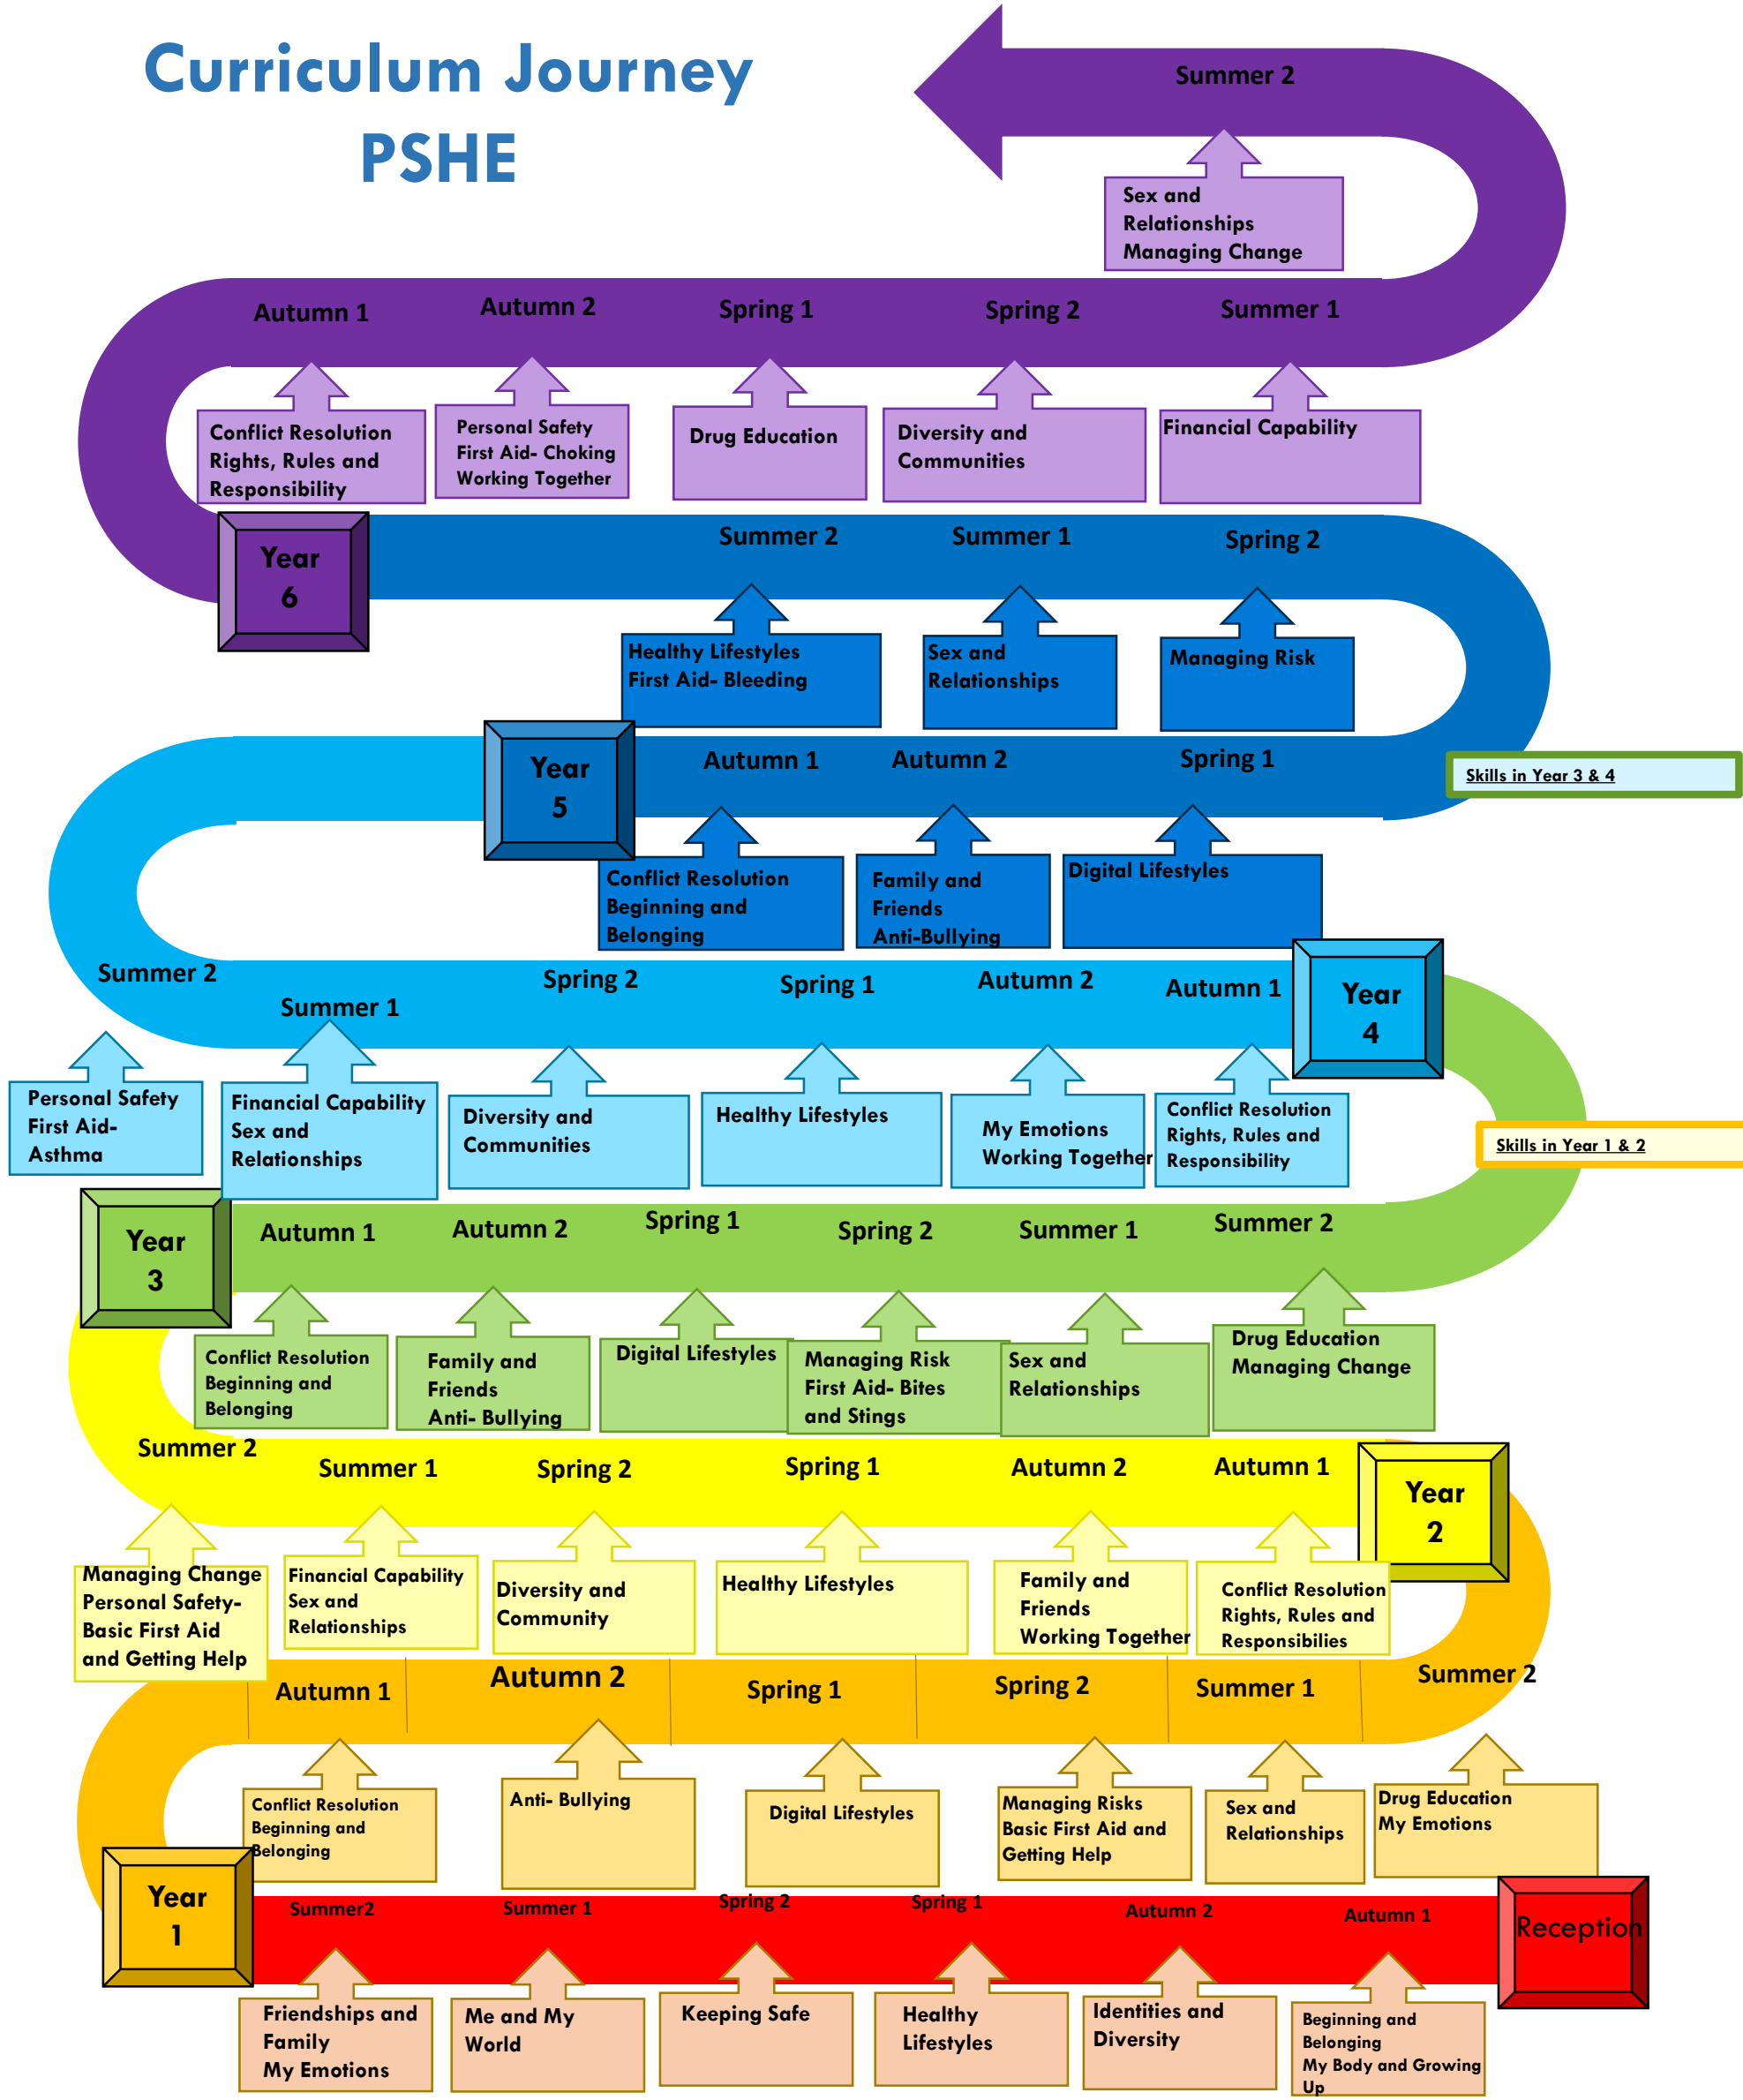 Curriculum Journey
PSHE
Summer 2
Sex and
Relationships
Managing Change
Autumn 1
Autumn 2
Spring 1
Spring 2
Summer 1
Conflict Resolution
Rights, Rules and
Responsibility
Personal Safety
First Aid- Choking
Working Together
Drug Education
Diversity and
Communities
Financial Capability
Year
6
Summer 2
Summer 1
Spring 2
Healthy Lifestyles
First Aid- Bleeding
Sex and
Relationships
Managing Risk
Year
5
Autumn 1
Autumn 2
Spring 1
Skills in Year 3 & 4
Conflict Resolution
Beginning and
Belonging
Family and
Friends
Anti-Bullying
Digital Lifestyles
Summer 2
Summer 1
Spring 2
Spring 1
Autumn 2
Autumn 1
Year
4
Personal Safety
First Aid-
Asthma
Financial Capability
Sex and
Relationships
Diversity and
Communities
Healthy Lifestyles
My Emotions
Working Together
Conflict Resolution
Rights, Rules and
Responsibility
Skills in Year 1 & 2
Year
3
Autumn 1
Autumn 2
Spring 1
Spring 2
Summer 1
Summer 2
Conflict Resolution
Beginning and
Belonging
Family and
Friends
Anti- Bullying
Digital Lifestyles
Managing Risk
First Aid- Bites
and Stings
Sex and
Relationships
Drug Education
Managing Change
Summer 2
Summer 1
Spring 2
Spring 1
Autumn 2
Autumn 1
Year
2
Managing Change
Personal Safety-
Basic First Aid
and Getting Help
Financial Capability
Sex and
Relationships
Diversity and
Community
Healthy Lifestyles
Family and
Friends
Working Together
Conflict Resolution
Rights, Rules and
Responsibilies
Autumn 1
Autumn 2
Spring 1
Spring 2
Summer 1
Summer 2
Conflict Resolution
Beginning and
Belonging
Anti- Bullying
Digital Lifestyles
Managing Risks
Basic First Aid and
Getting Help
Sex and
Relationships
Drug Education
My Emotions
Year
1
Summer2
Summer 1
Spring 2
Spring 1
Autumn 2
Autumn 1
Reception
Friendships and
Family
My Emotions
Me and My
World
Keeping Safe
Healthy
Lifestyles
Identities and
Diversity
Beginning and
Belonging
My Body and Growing
Up